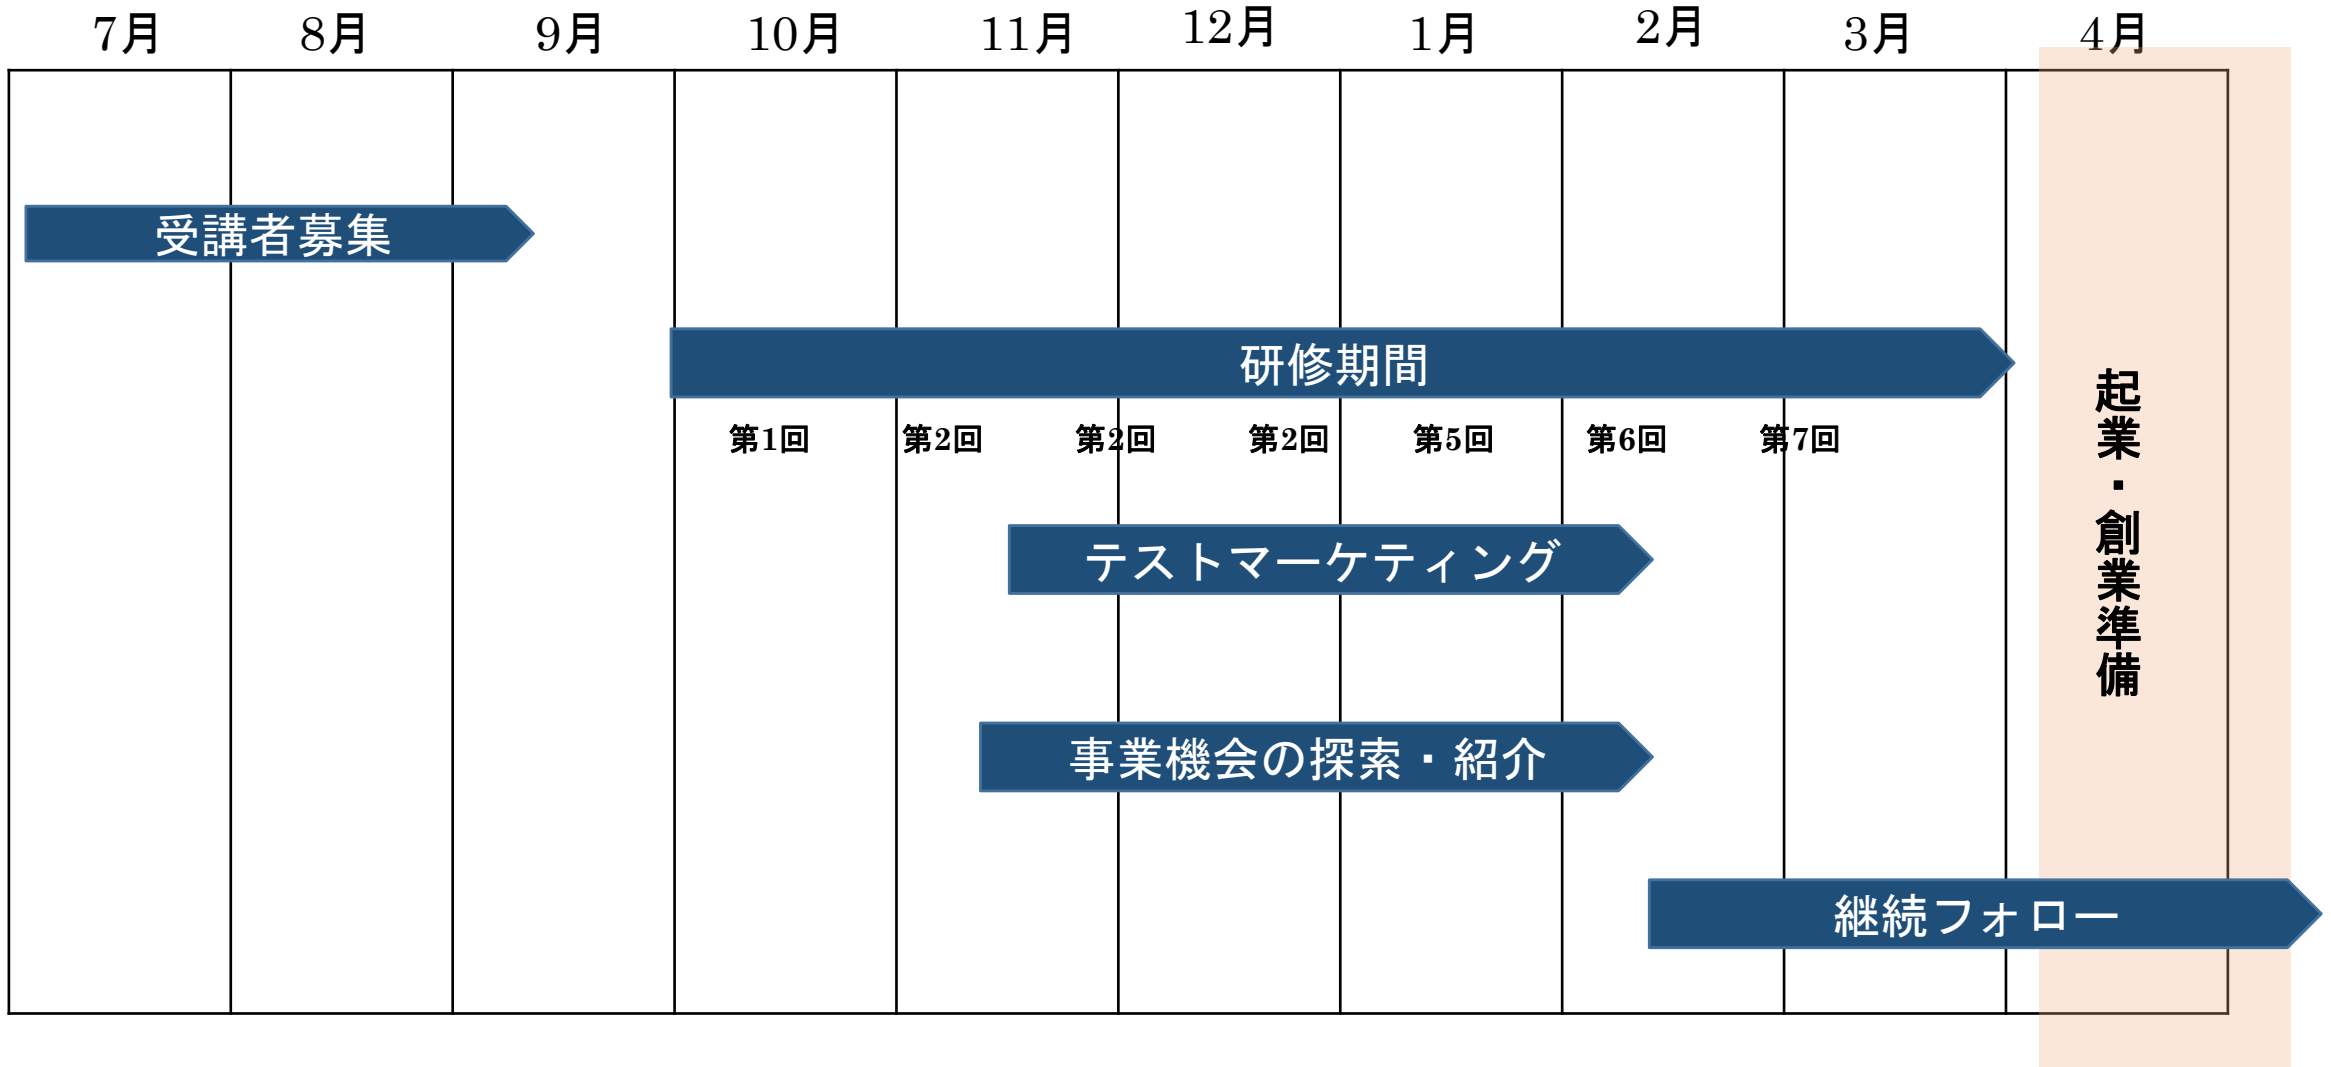 7月 8月 9月 10月 11月 12月 1月 2月 3月 4月
受講者募集
研修期間
第1回 第2回 第2回 第2回 第5回 第6回 第7回
テストマーケティング
事業機会の探索・紹介
継続フォロー
起業・創業準備